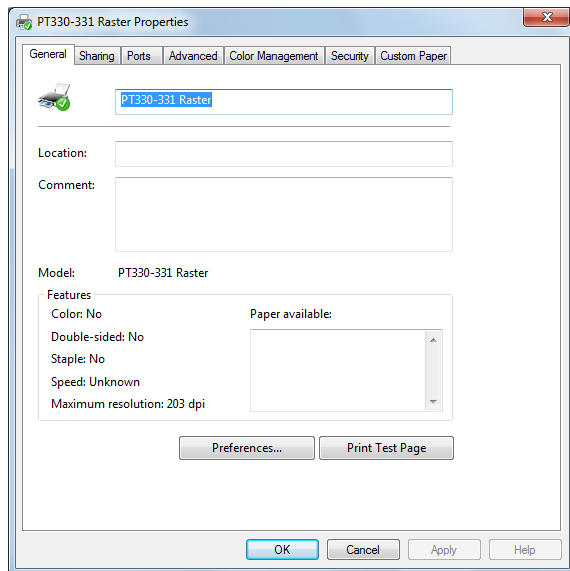 PT330-331 Raster Properties
General Sharing Ports Advanced Color Management Security Custom Paper
PT330-331 Raster
Location:
Comment:
Model: PT330-331 Raster
Features
Color: No Paper available:
Double-sided: No
Staple: No
Speed: Unknown
Maximum resolution: 203 dpi
Preferences... Print Test Page
OK Cancel Apply Help